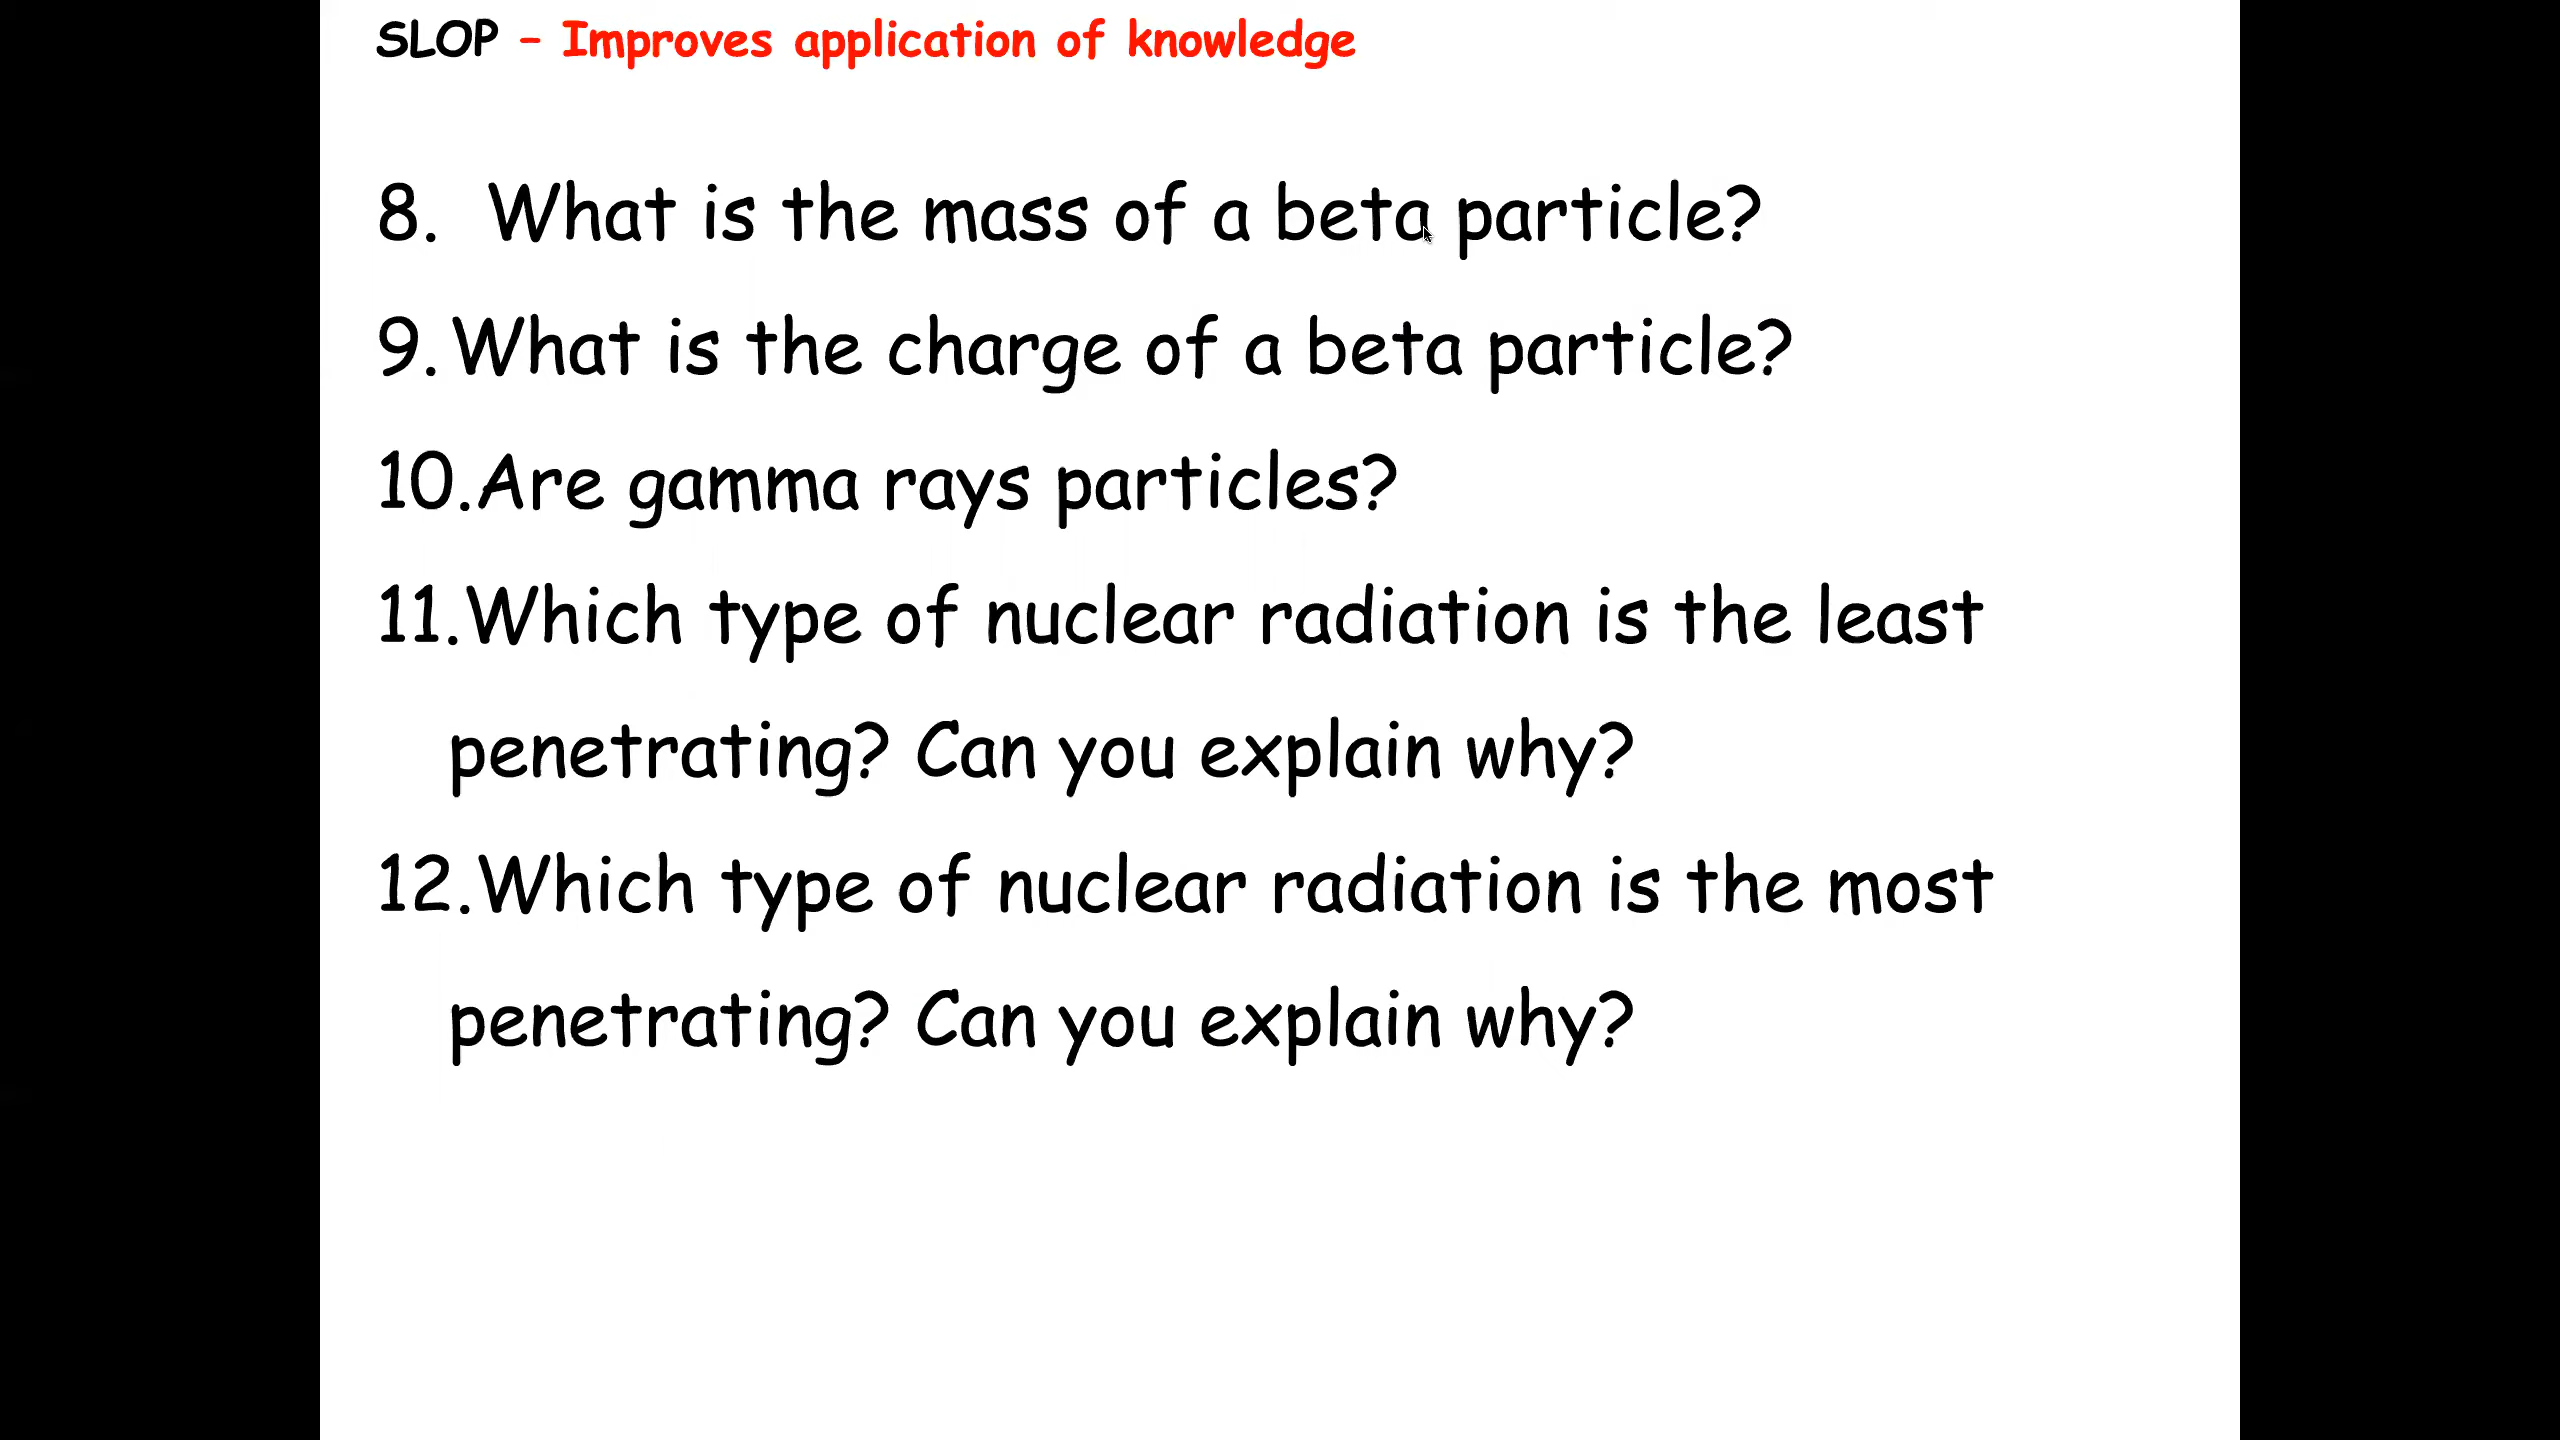 SLOP – Improves application of knowledge
8. What is the mass of a beta particle?
9. What is the charge of a beta particle?
10.Are gamma rays particles?
11.Which type of nuclear radiation is the least
penetrating? Can you explain why?
12.Which type of nuclear radiation is the most
penetrating? Can you explain why?